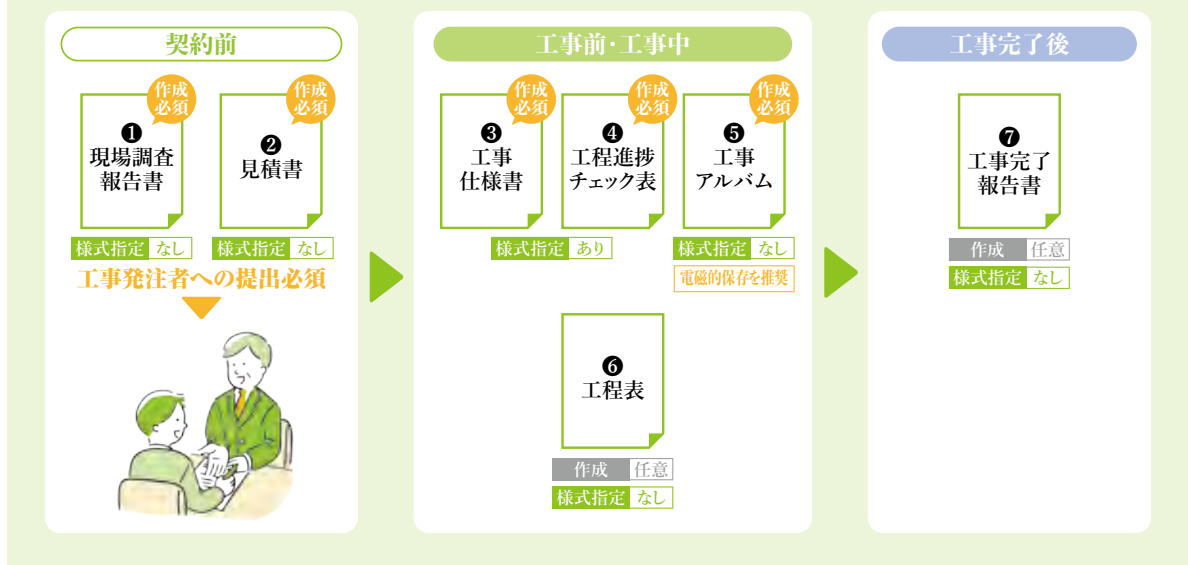 契約前
作成
必須
❶
現場調査
報告書
様式指定 なし
作成
必須
❷
見積書
様式指定 なし
工事発注者への提出必須
工事前・工事中
作成
必須
❸
工事
仕様書
作成
必須
❹
工程進捗
チェック表
様式指定 あり
作成
必須
❺
工事
アルバム
様式指定 なし
電磁的保存を推奨
❻
工程表
作成 任意
様式指定 なし
工事完了後
❼
工事完了
報告書
作成 任意
様式指定 なし